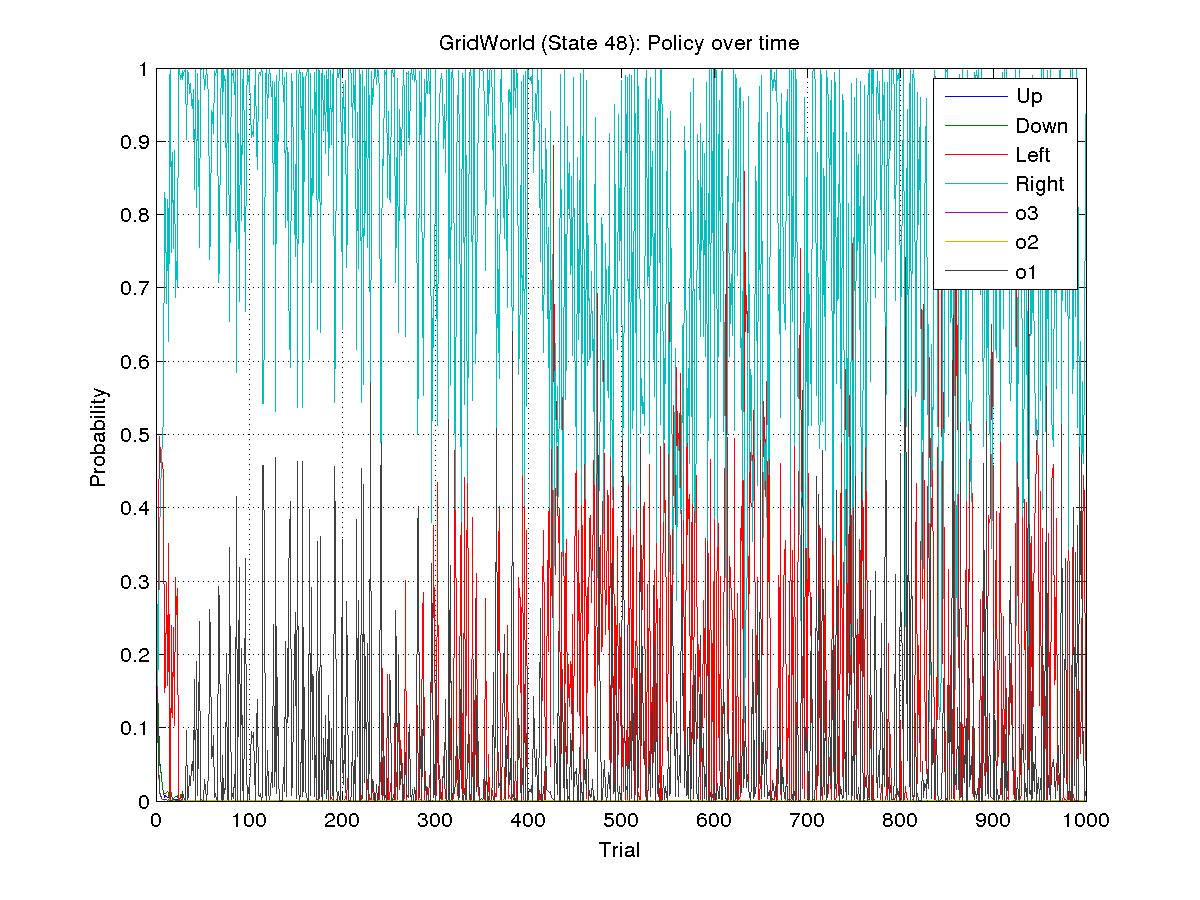 GridWorld (State 48): Policy over time
1
0.9
0.8
0.7
0.6
0.5
0.4
0.3
0.2
0.1
0
Probability
Up
Down
Left
Right
o3
o2
o1
0 100 200 300 400 500 600 700 800 900 1000
Trial